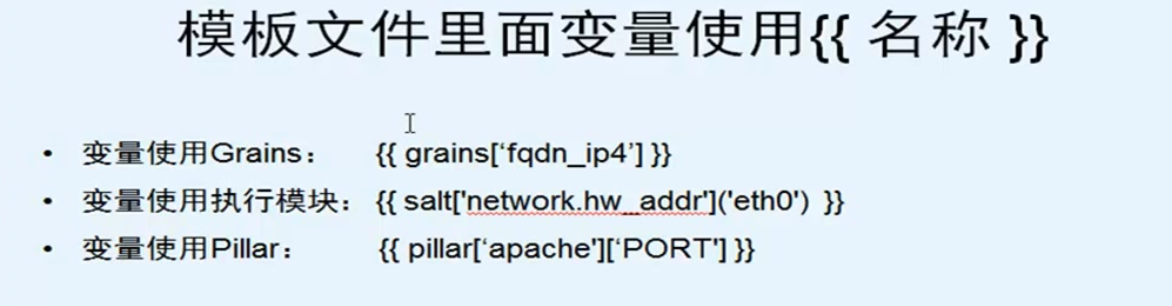 模板文件里面变量使用{{ 名称 }}
• 变量使用Grains： {{ grains[‘fqdn_ip4’] }}
• 变量使用执行模块： {{ salt['network.hw_addr']('eth0') }}
• 变量使用Pillar： {{ pillar[‘apache'][‘PORT'] }}